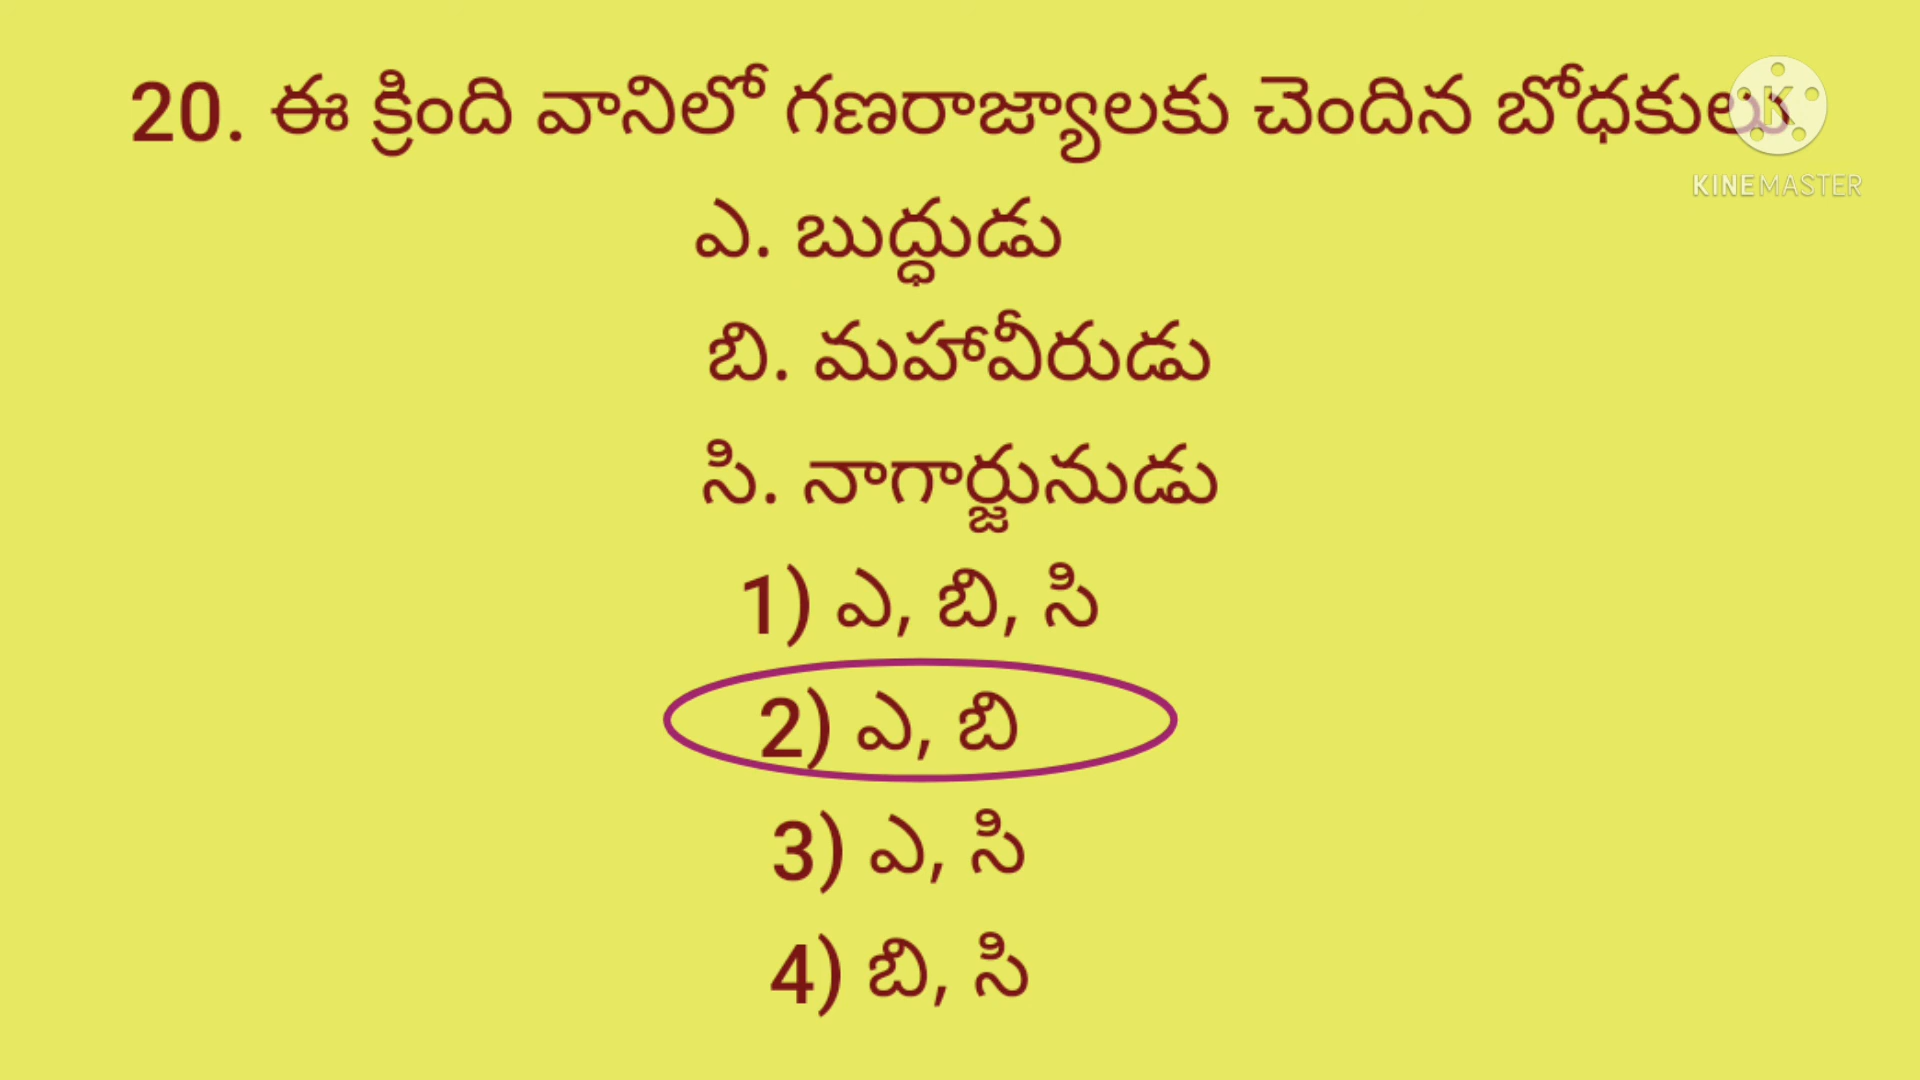 20. ఈ క్రింది వానిలో గణరాజ్యాలకు చెందిన బోధకులు
KINEMASTER
ఎ. బుద్ధుడు
బి. మహావీరుడు
సి. నాగార్జునుడు
1) ఎ, బి, సి
2) ఎ, బి
3) ఎ, సి
4) బి, సి